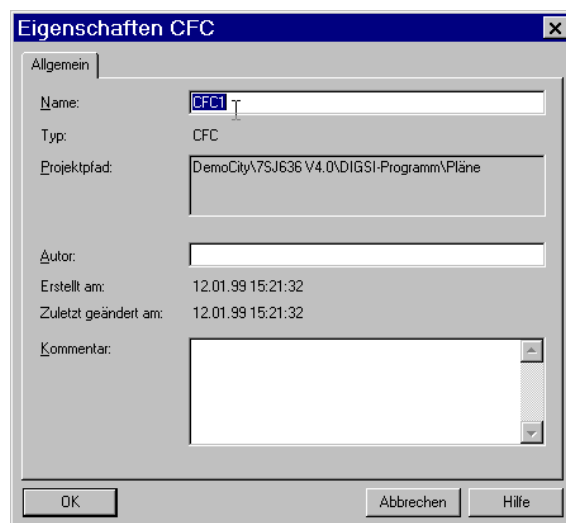 Eigenschaften CFC
Allgemein
Name: CFC1
Typ: CFC
Projektpfad: DemoCity\7SJ636 V4.0\DIGSI-Programm\Pläne
Autor:
Erstellt am: 12.01.99 15:21:32
Zuletzt geändert am: 12.01.99 15:21:32
Kommentar:
OK Abbrechen Hilfe